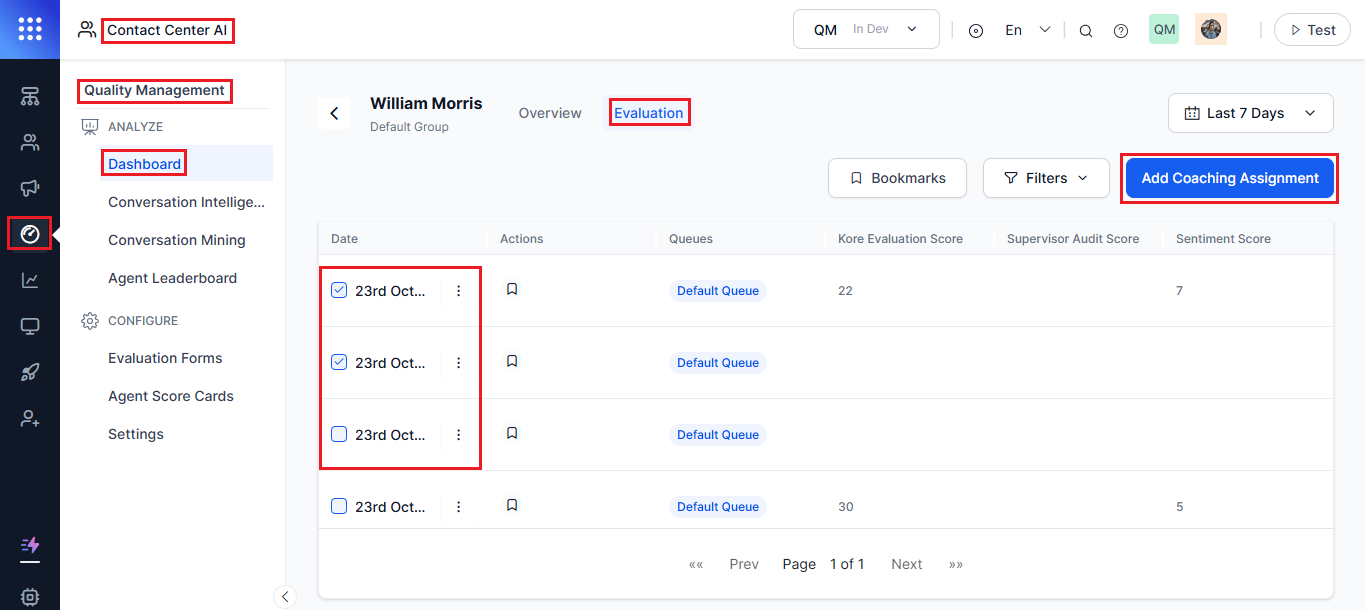 Contact Center AI
QM In Dev
En
QM
Test
Quality Management
ANALYZE
Dashboard
Conversation Intellige...
Conversation Mining
Agent Leaderboard
CONFIGURE
Evaluation Forms
Agent Score Cards
Settings
William Morris
Default Group
Overview
Evaluation
Last 7 Days
Bookmarks
Filters
Add Coaching Assignment
Date Actions Queues Kore Evaluation Score Supervisor Audit Score Sentiment Score
23rd Oct... Default Queue 22 7
23rd Oct... Default Queue
23rd Oct... Default Queue
23rd Oct... Default Queue 30 5
«« Prev Page 1 of 1 Next »»